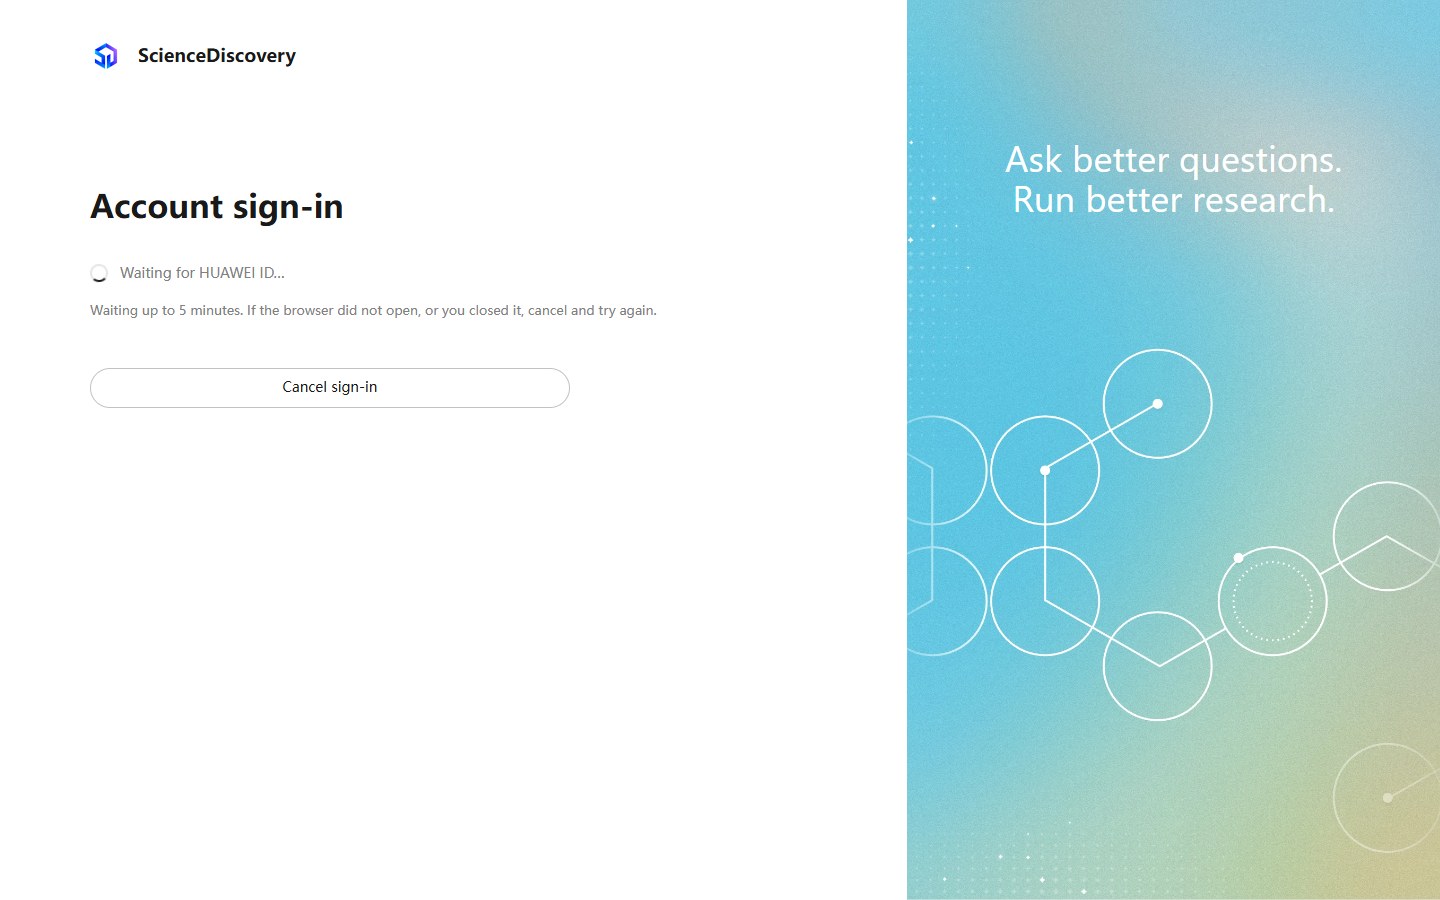 ScienceDiscovery
Account sign-in
Waiting for HUAWEI ID...
Waiting up to 5 minutes. If the browser did not open, or you closed it, cancel and try again.
Cancel sign-in
Ask better questions.
Run better research.